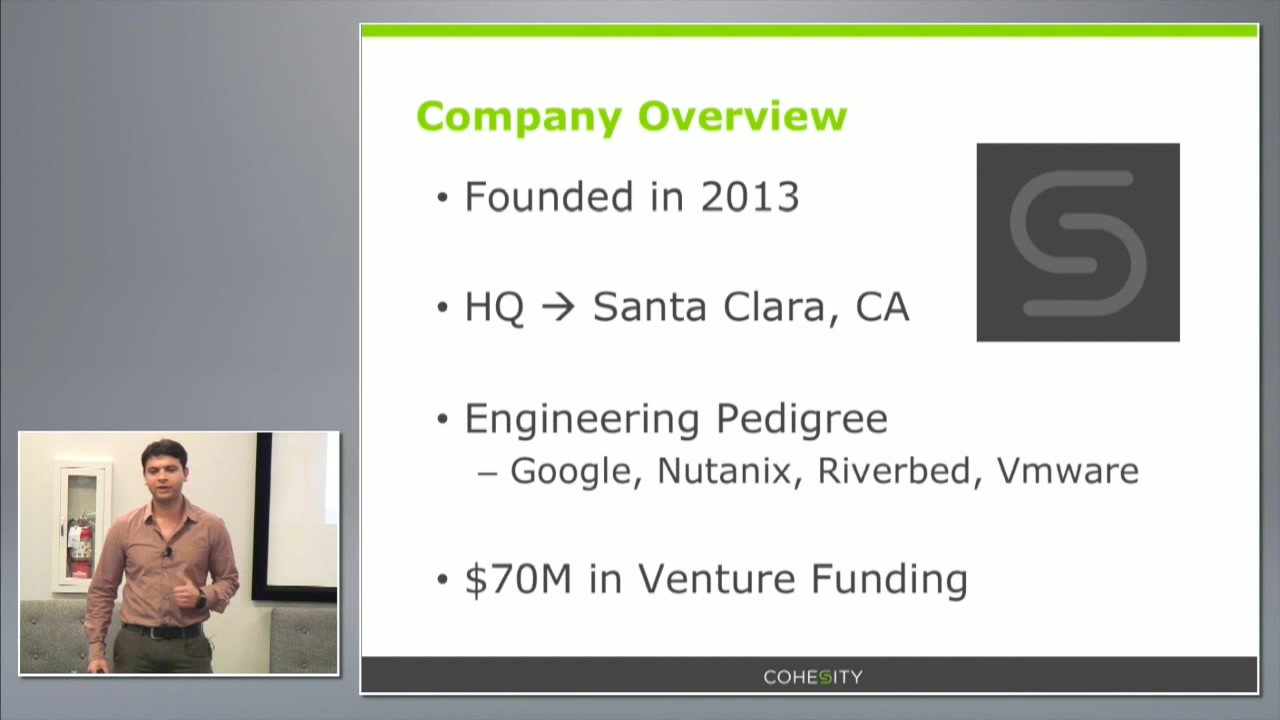 Company Overview
• Founded in 2013
• HQ → Santa Clara, CA
• Engineering Pedigree
– Google, Nutanix, Riverbed, Vmware
• $70M in Venture Funding
COHESITY